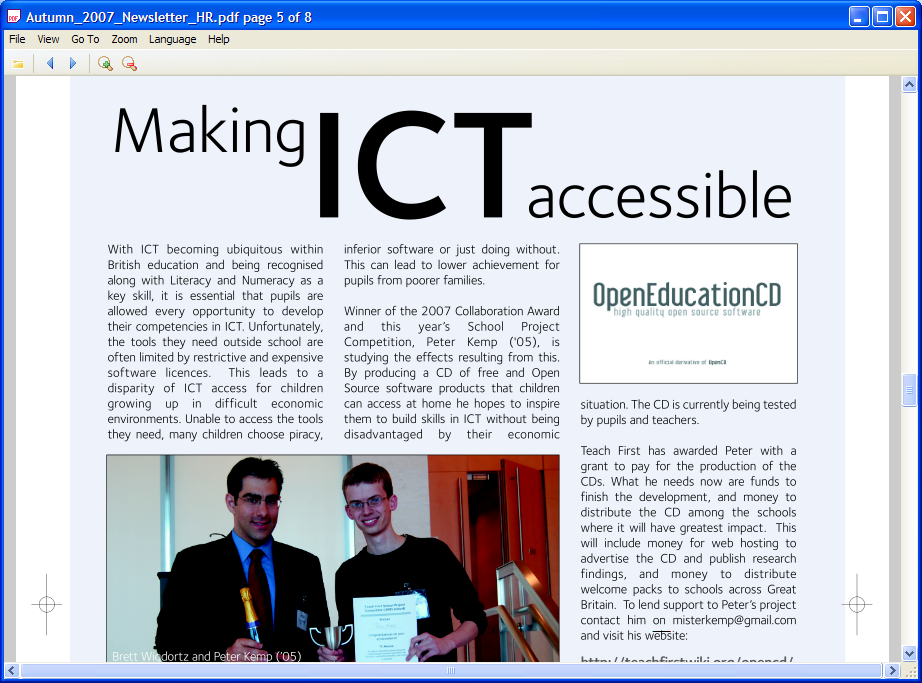 Autumn_2007_Newsletter_HR.pdf page 5 of 8
File View Go To Zoom Language Help
Making ICT accessible
With ICT becoming ubiquitous within
British education and being recognised
along with Literacy and Numeracy as a
key skill, it is essential that pupils are
allowed every opportunity to develop
their competencies in ICT. Unfortunately,
the tools they need outside school are
often limited by restrictive and expensive
software licences. This leads to a
disparity of ICT access for children
growing up in difficult economic
environments. Unable to access the tools
they need, many children choose piracy,
inferior software or just doing without.
This can lead to lower achievement for
pupils from poorer families.
Winner of the 2007 Collaboration Award
and this year's School Project
Competition, Peter Kemp ('05), is
studying the effects resulting from this.
By producing a CD of free and Open
Source software products that children
can access at home he hopes to inspire
them to build skills in ICT without being
disadvantaged by their economic
OpenEducationCD
high quality open source software
An official derivative of OpenCD
situation. The CD is currently being tested
by pupils and teachers.
Teach First has awarded Peter with a
grant to pay for the production of the
CDs. What he needs now are funds to
finish the development, and money to
distribute the CD among the schools
where it will have greatest impact. This
will include money for web hosting to
advertise the CD and publish research
findings, and money to distribute
welcome packs to schools across Great
Britain. To lend support to Peter's project
contact him on misterkemp@gmail.com
and visit his website:
http://teachfirstwiki.org/opencd/
Brett Wigdortz and Peter Kemp ('05)